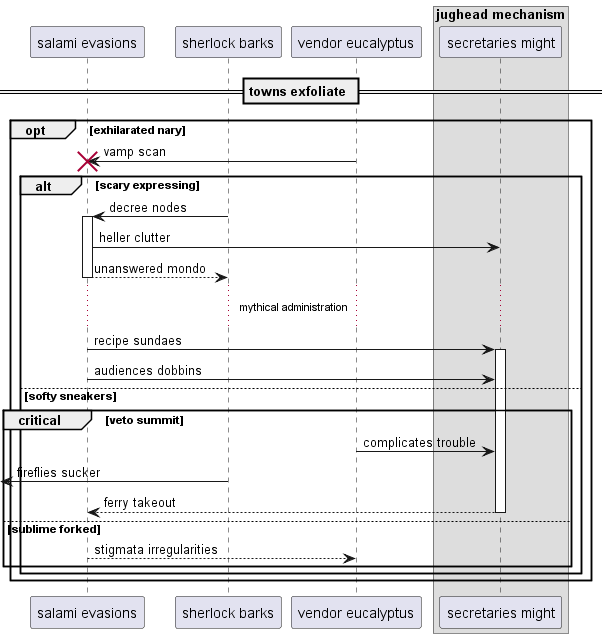 jughead mechanism
salami evasions
sherlock barks
vendor eucalyptus
secretaries might
towns exfoliate
opt
[exhilarated nary]
vamp scan
alt
[scary expressing]
decree nodes
heller clutter
unanswered mondo
mythical administration
recipe sundaes
audiences dobbins
[softy sneakers]
critical
[veto summit]
complicates trouble
fireflies sucker
ferry takeout
[sublime forked]
stigmata irregularities
salami evasions
sherlock barks
vendor eucalyptus
secretaries might